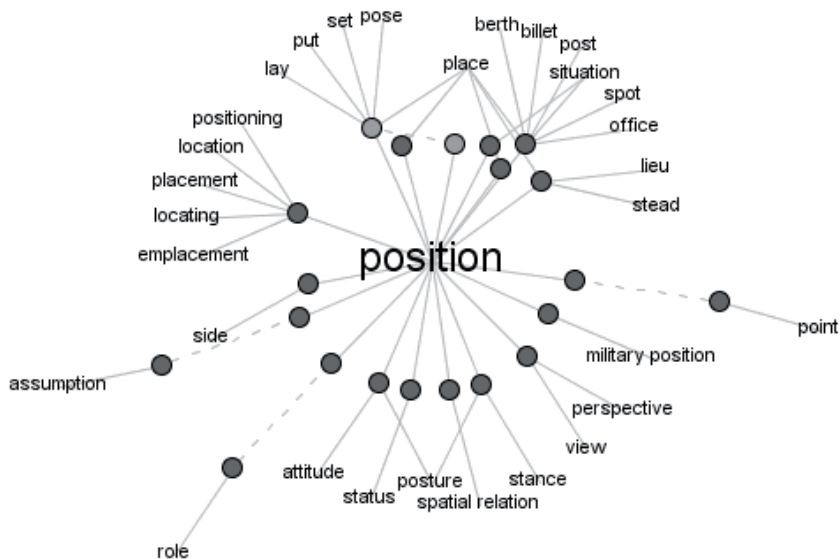 set
pose
put
berth
billet
post
place
lay
situation
spot
positioning
office
location
lieu
placement
stead
locating
emplacement
position
side
point
military position
assumption
perspective
view
attitude
posture
stance
status
spatial relation
role